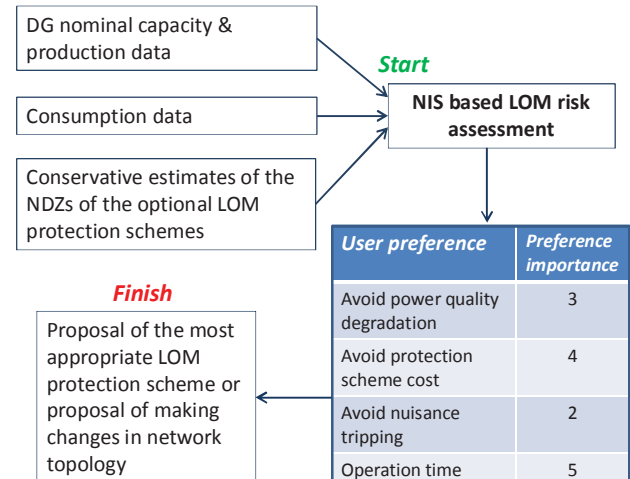 DG nominal capacity &
production data
Start
Consumption data
NIS based LOM risk
assessment
Conservative estimates of the
NDZs of the optional LOM
protection schemes
User preference
Preference
importance
Avoid power quality
degradation
3
Avoid protection
scheme cost
4
Avoid nuisance
tripping
2
Operation time
5
Finish
Proposal of the most
appropriate LOM
protection scheme or
proposal of making
changes in network
topology